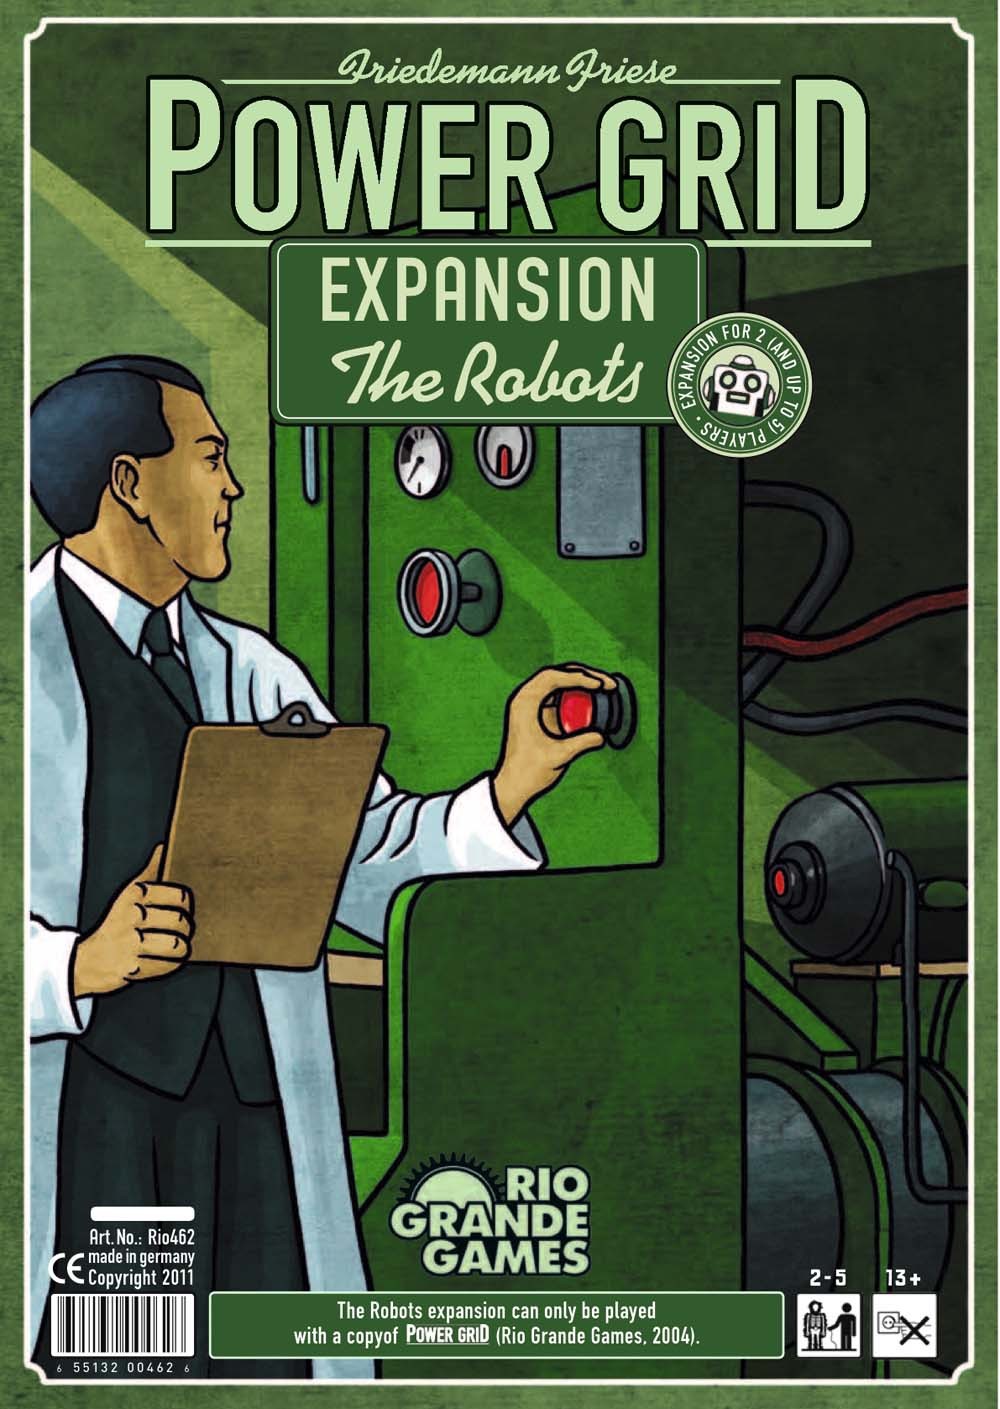 Friedemann Friese
POWER GRID
EXPANSION
The Robots
EXPANSION FOR 2 (AND UP TO 5) PLAYERS •
RIO
GRANDE
GAMES
Art.No.: Rio462
made in germany
CE Copyright 2011
6 55132 00462 6
The Robots expansion can only be played
with a copyof POWER GRID (Rio Grande Games, 2004).
2-5 13+